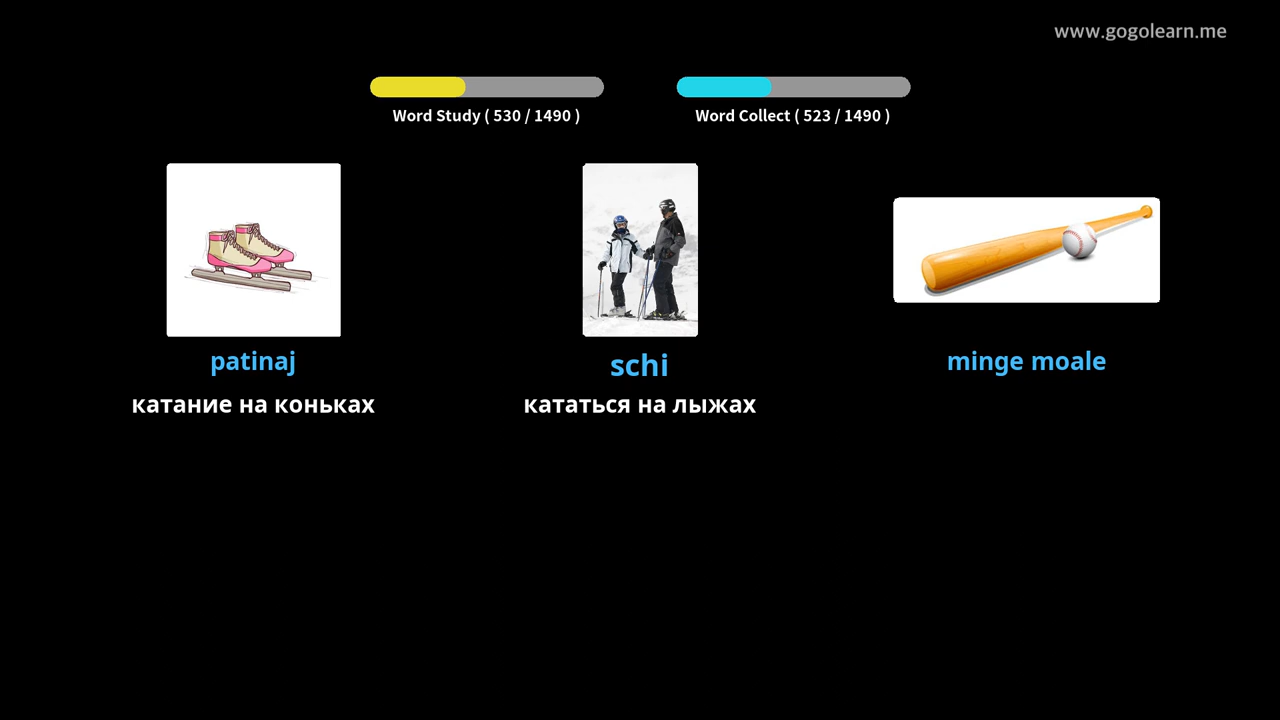 www.gogolearn.me
Word Study ( 530 / 1490 )
Word Collect ( 523 / 1490 )
patinaj
schi
minge moale
катание на коньках
кататься на лыжах